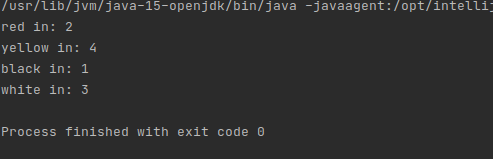 /usr/lib/jvm/java-15-openjdk/bin/java -javaagent:/opt/intellij
red in: 2
yellow in: 4
black in: 1
white in: 3
Process finished with exit code 0